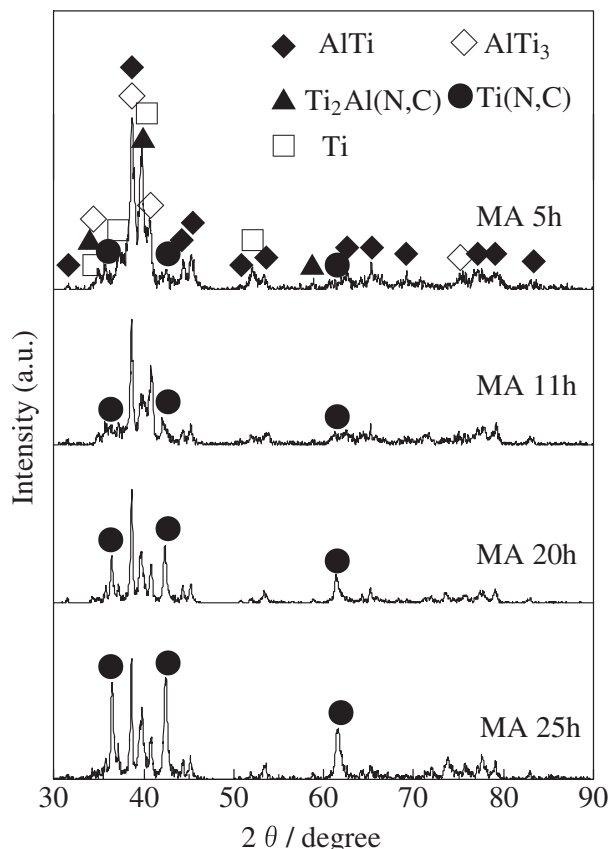 AlTi AlTi₃
Ti₂Al(N,C) Ti(N,C)
Ti
MA 5h
MA 11h
MA 20h
MA 25h
Intensity (a.u.)
30 40 50 60 70 80 90
2 θ / degree